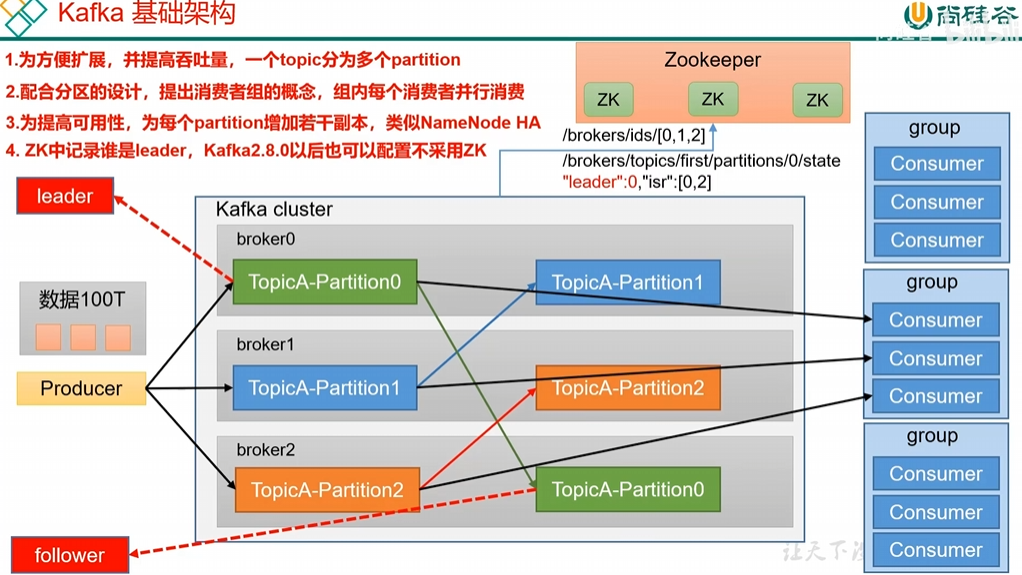 Kafka 基础架构
尚硅谷
1.为方便扩展，并提高吞吐量，一个topic分为多个partition
2.配合分区的设计，提出消费者组的概念，组内每个消费者并行消费
3.为提高可用性，为每个partition增加若干副本，类似NameNode HA
4. ZK中记录谁是leader，Kafka2.8.0以后也可以配置不采用ZK
Zookeeper
ZK
ZK
ZK
/brokers/ids/[0,1,2]
/brokers/topics/first/partitions/0/state
"leader":0,"isr":[0,2]
leader
数据100T
Producer
follower
Kafka cluster
broker0
TopicA-Partition0
TopicA-Partition1
broker1
TopicA-Partition1
TopicA-Partition2
broker2
TopicA-Partition2
TopicA-Partition0
group
Consumer
Consumer
Consumer
group
Consumer
Consumer
Consumer
group
Consumer
Consumer
Consumer
让天下